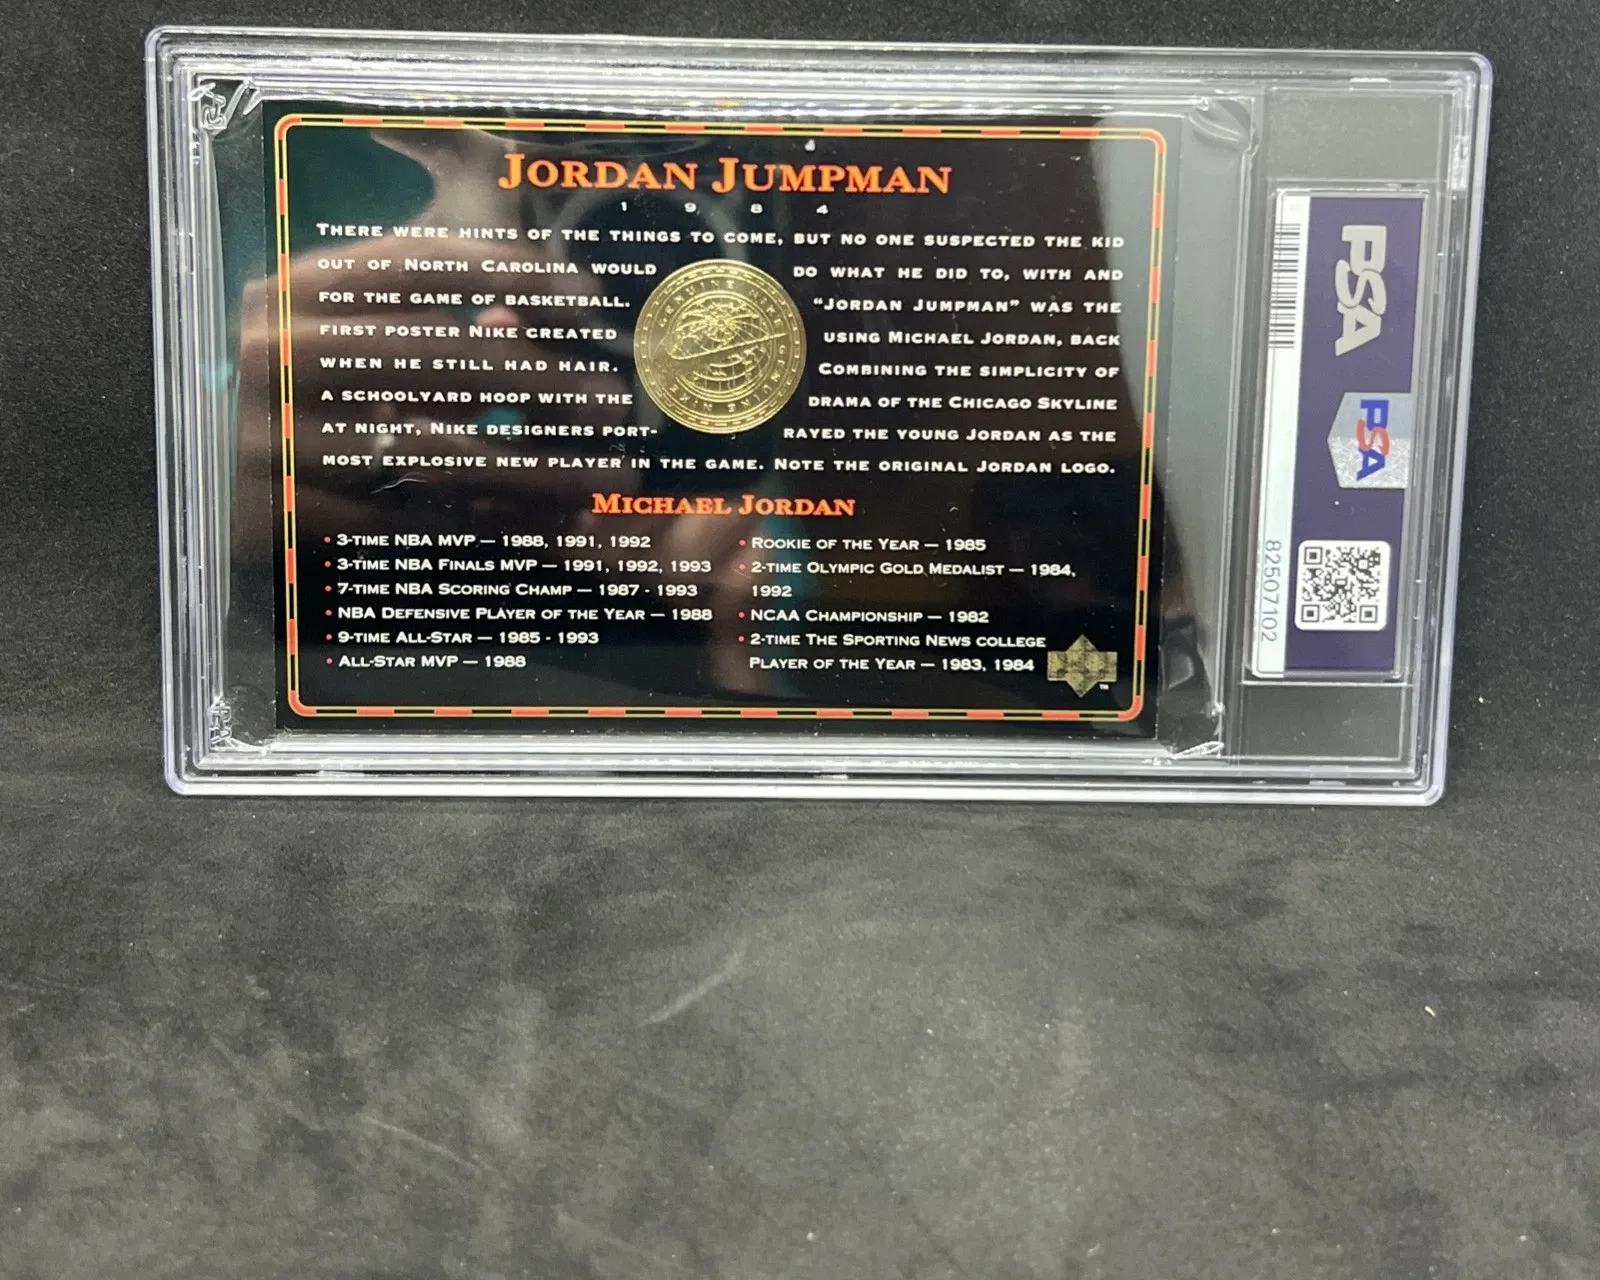 4
JORDAN JUMPMAN
1 9 8 4
THERE WERE HINTS OF THE THINGS TO COME, BUT NO ONE SUSPECTED THE KID
OUT OF NORTH CAROLINA WOULD DO WHAT HE DID TO, WITH AND
FOR THE GAME OF BASKETBALL. “JORDAN JUMPMAN” WAS THE
FIRST POSTER NIKE CREATED USING MICHAEL JORDAN, BACK
WHEN HE STILL HAD HAIR. COMBINING THE SIMPLICITY OF
A SCHOOLYARD HOOP WITH THE DRAMA OF THE CHICAGO SKYLINE
AT NIGHT, NIKE DESIGNERS PORT- RAYED THE YOUNG JORDAN AS THE
MOST EXPLOSIVE NEW PLAYER IN THE GAME. NOTE THE ORIGINAL JORDAN LOGO.
GENUINE NIKE GENUINE NIKE
MICHAEL JORDAN
• 3-TIME NBA MVP — 1988, 1991, 1992
• 3-TIME NBA FINALS MVP — 1991, 1992, 1993
• 7-TIME NBA SCORING CHAMP — 1987 - 1993
• NBA DEFENSIVE PLAYER OF THE YEAR — 1988
• 9-TIME ALL-STAR — 1985 - 1993
• ALL-STAR MVP — 1988
• ROOKIE OF THE YEAR — 1985
• 2-TIME OLYMPIC GOLD MEDALIST — 1984,
1992
• NCAA CHAMPIONSHIP — 1982
• 2-TIME THE SPORTING NEWS COLLEGE
PLAYER OF THE YEAR — 1983, 1984
TM
PSA
PSA
82507102
PSA
PSA